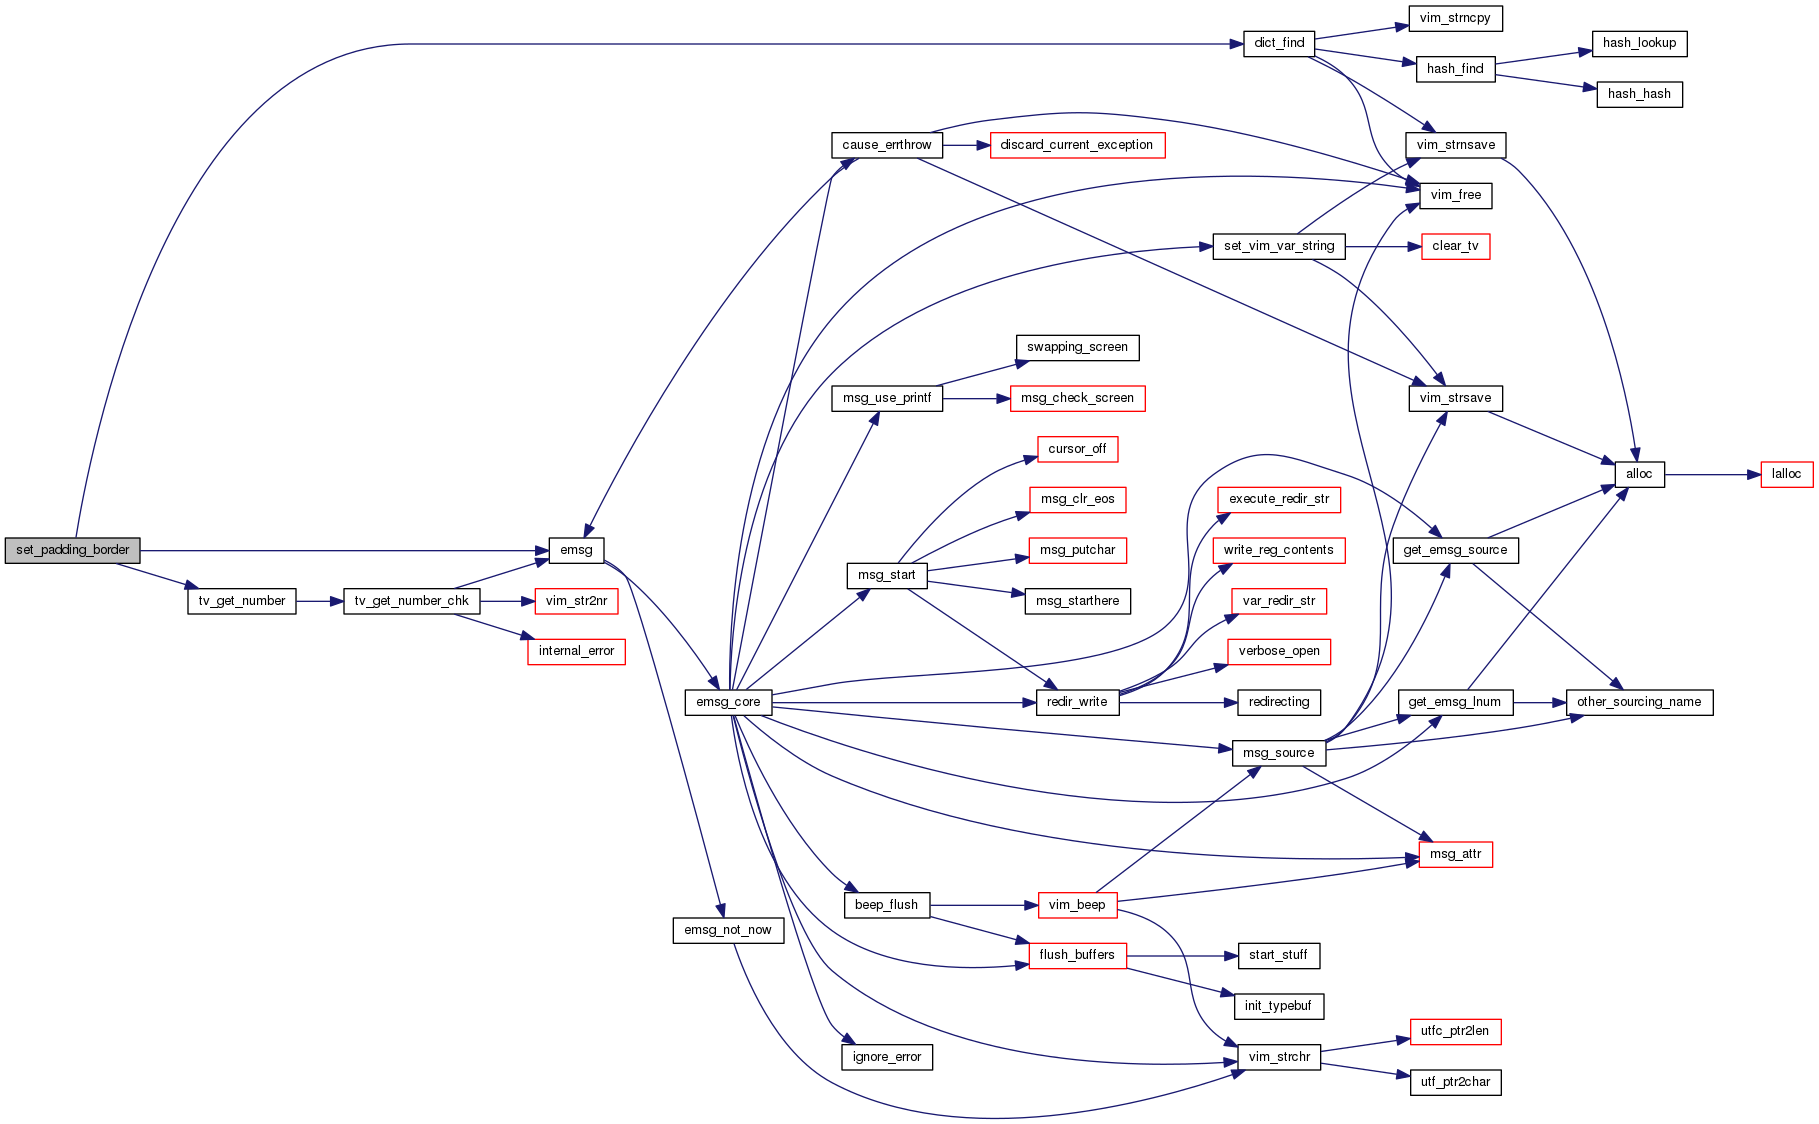 vim_strncpy
dict_find
hash_lookup
hash_find
hash_hash
cause_errthrow
discard_current_exception
vim_strnsave
vim_free
set_vim_var_string
clear_tv
swapping_screen
msg_use_printf
msg_check_screen
vim_strsave
cursor_off
alloc
lalloc
msg_clr_eos
execute_redir_str
set_padding_border
emsg
msg_putchar
write_reg_contents
get_emsg_source
msg_start
tv_get_number
tv_get_number_chk
vim_str2nr
msg_starthere
var_redir_str
internal_error
verbose_open
emsg_core
redir_write
redirecting
get_emsg_lnum
other_sourcing_name
msg_source
msg_attr
beep_flush
vim_beep
emsg_not_now
flush_buffers
start_stuff
init_typebuf
utfc_ptr2len
ignore_error
vim_strchr
utf_ptr2char